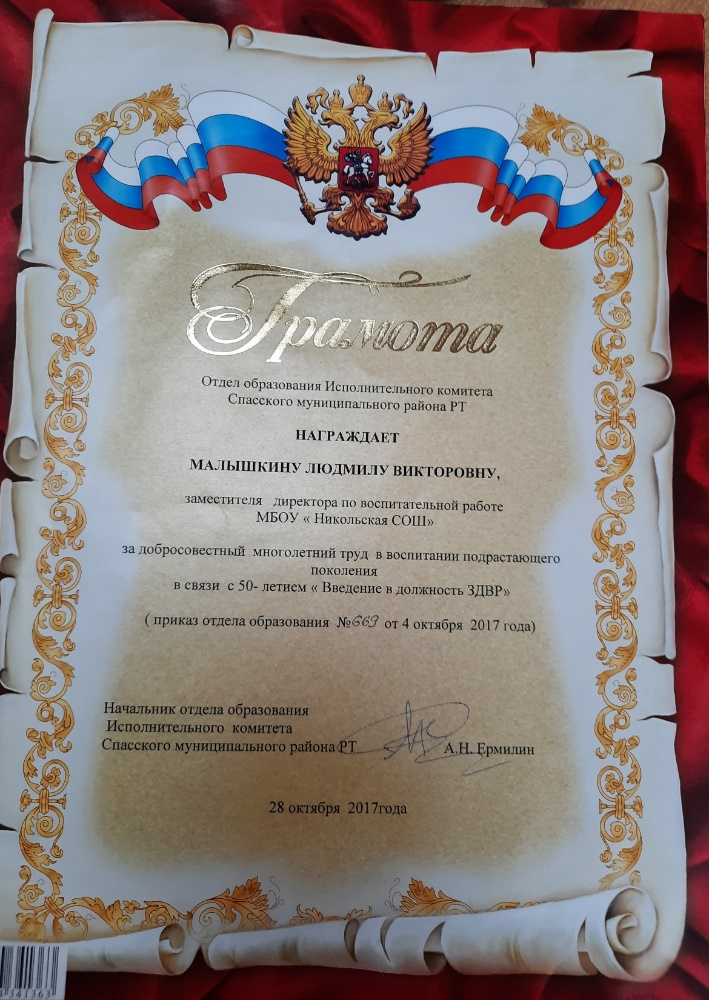 Грамота
Отдел образования Исполнительного комитета
Спасского муниципального района РТ
НАГРАЖДАЕТ
МАЛЫШКИНУ ЛЮДМИЛУ ВИКТОРОВНУ,
заместителя директора по воспитательной работе
МБОУ « Никольская СОШ»
за добросовестный многолетний труд в воспитании подрастающего
поколения
в связи с 50- летием « Введение в должность ЗДВР»
( приказ отдела образования №669 от 4 октября 2017 года)
Начальник отдела образования
Исполнительного комитета
Спасского муниципального района РТ А.Н. Ермилин
28 октября 2017года